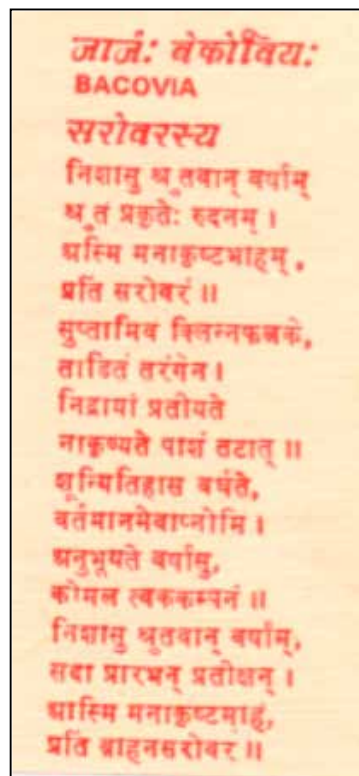 जार्ज: बेकोविय:
BACOVIA
सरोवरस्य
निशासु श्रुतवान् वर्षाम्
श्रुत प्रकृतेः रुदनम् ।
अस्मि मनाकृष्टभाहम्,
प्रति सरोवरं ॥
सुप्तामिव क्लिन्नफलके,
ताडितं तरंगेन ।
निद्रायां प्रतीयते
नाकृष्यते पाशं तटात् ॥
शून्यितिहास वर्धते,
वर्तमानमेवाप्नोमि ।
अनुभूयते वर्षासु,
कोमल त्वककम्पनं ॥
निशासु श्रुतवान् वर्षाम्,
सदा प्रारभन् प्रतीक्षन् ।
आस्मि मनाकृष्टमाहं,
प्रति ब्राहनसरोवर ॥